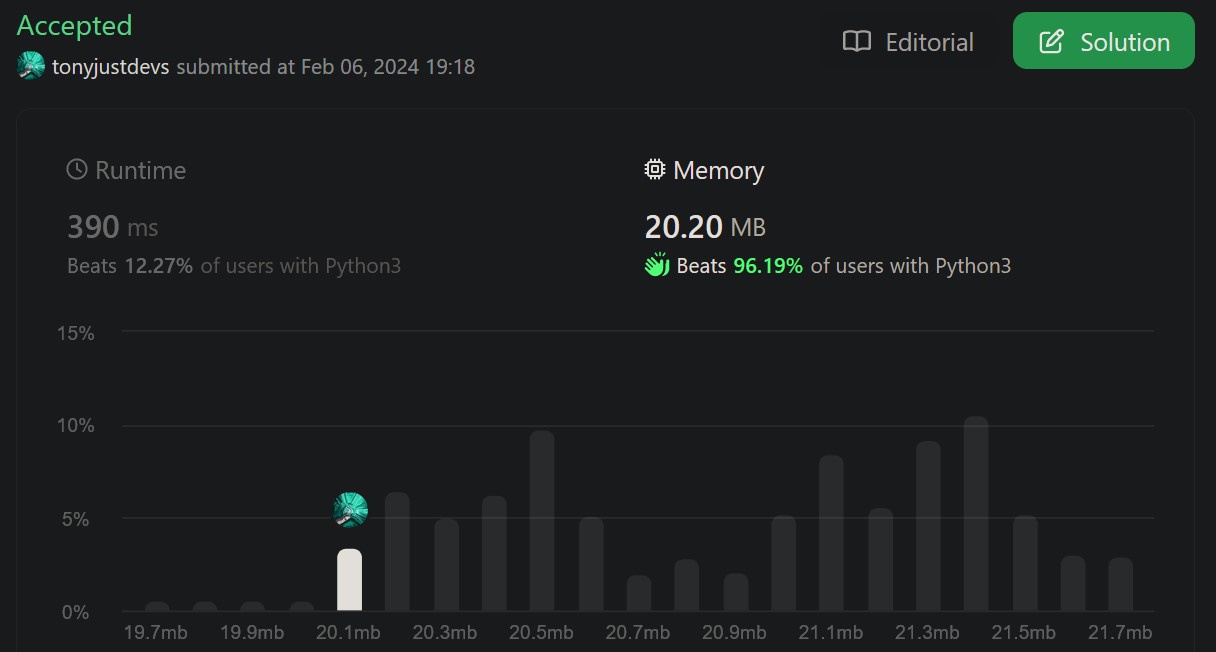 Accepted
Editorial
Solution
tonyjustdevs submitted at Feb 06, 2024 19:18
Runtime
Memory
390 ms
20.20 MB
Beats 12.27% of users with Python3
Beats 96.19% of users with Python3
15%
10%
5%
0%
19.7mb 19.9mb 20.1mb 20.3mb 20.5mb 20.7mb 20.9mb 21.1mb 21.3mb 21.5mb 21.7mb